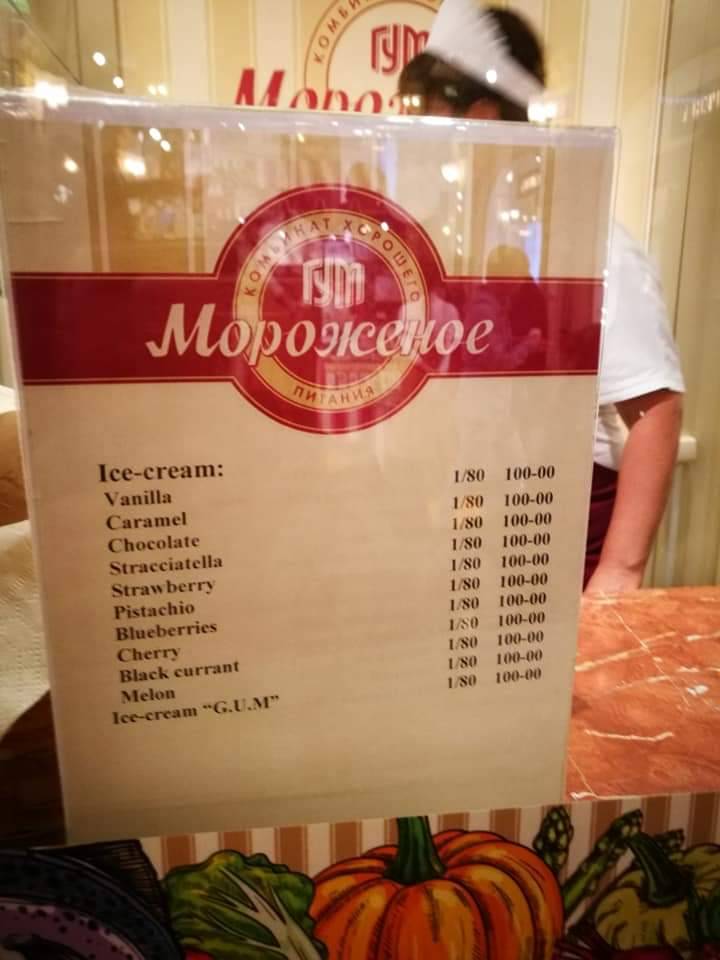 КОМБИН
ГУМ
Мороз
КОМБИНАТ ХОРОШЕГО
ГУМ
Мороженое
ПИТАНИЯ
Ice-cream: 1/80 100-00
Vanilla 1/80 100-00
Caramel 1/80 100-00
Chocolate 1/80 100-00
Stracciatella 1/80 100-00
Strawberry 1/80 100-00
Pistachio 1/80 100-00
Blueberries 1/80 100-00
Cherry 1/80 100-00
Black currant 1/80 100-00
Melon 1/80 100-00
Ice-cream “G.U.M”